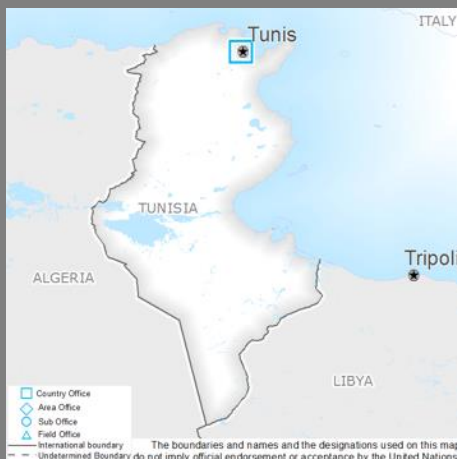 ITALY
Tunis
TUNISIA
Tripoli
ALGERIA
LIBYA
Country Office
Area Office
Sub Office
Field Office
International boundary
The boundaries and names and the designations used on this map
Undetermined Boundary
do not imply official endorsement or acceptance by the United Nations